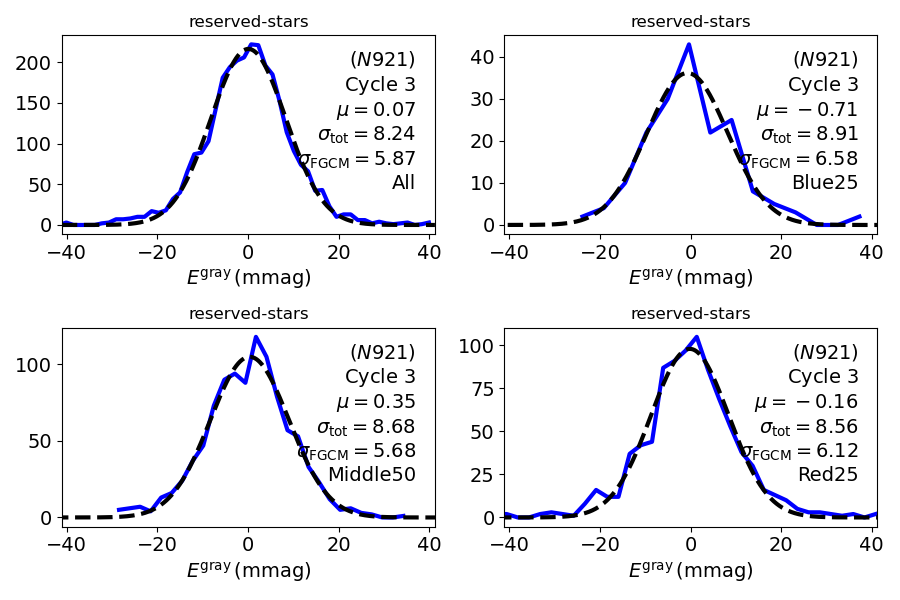 reserved-stars
(N921)
Cycle 3
μ = 0.07
σtot = 8.24
σFGCM = 5.87
All
200
150
100
50
0
−40 −20 0 20 40
E^gray (mmag)
reserved-stars
(N921)
Cycle 3
μ = −0.71
σtot = 8.91
σFGCM = 6.58
Blue25
40
30
20
10
0
−40 −20 0 20 40
E^gray (mmag)
reserved-stars
(N921)
Cycle 3
μ = 0.35
σtot = 8.68
σFGCM = 5.68
Middle50
100
50
0
−40 −20 0 20 40
E^gray (mmag)
reserved-stars
(N921)
Cycle 3
μ = −0.16
σtot = 8.56
σFGCM = 6.12
Red25
100
75
50
25
0
−40 −20 0 20 40
E^gray (mmag)